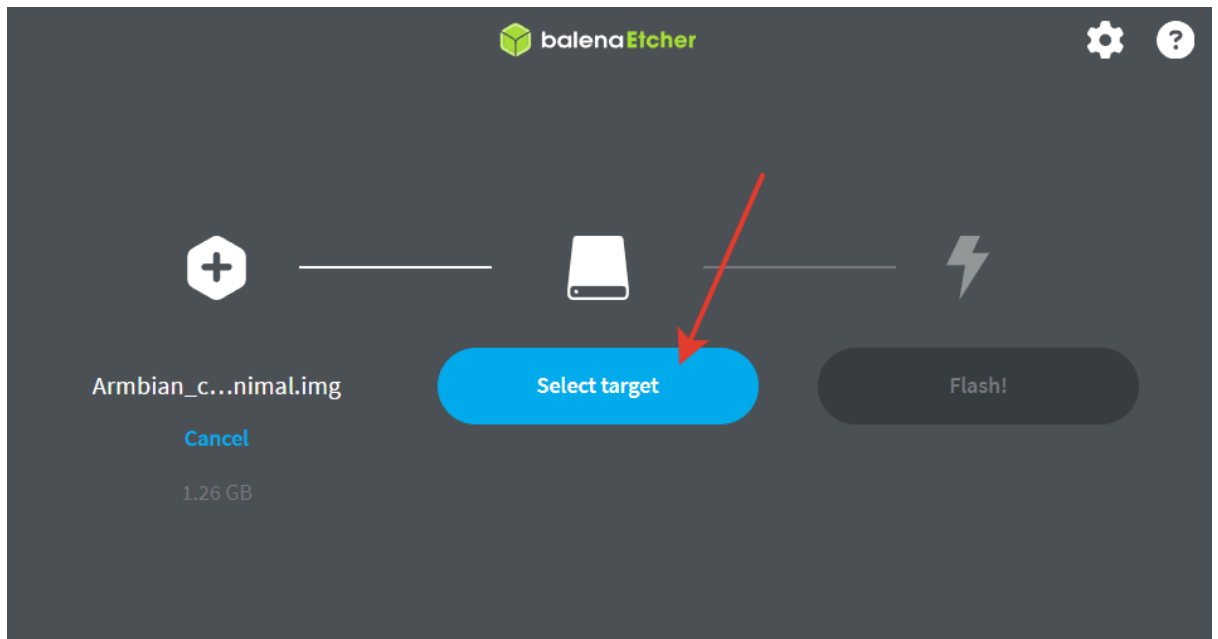 balenaEtcher
?
Armbian_c...nimal.img
Select target
Flash!
Cancel
1.26 GB